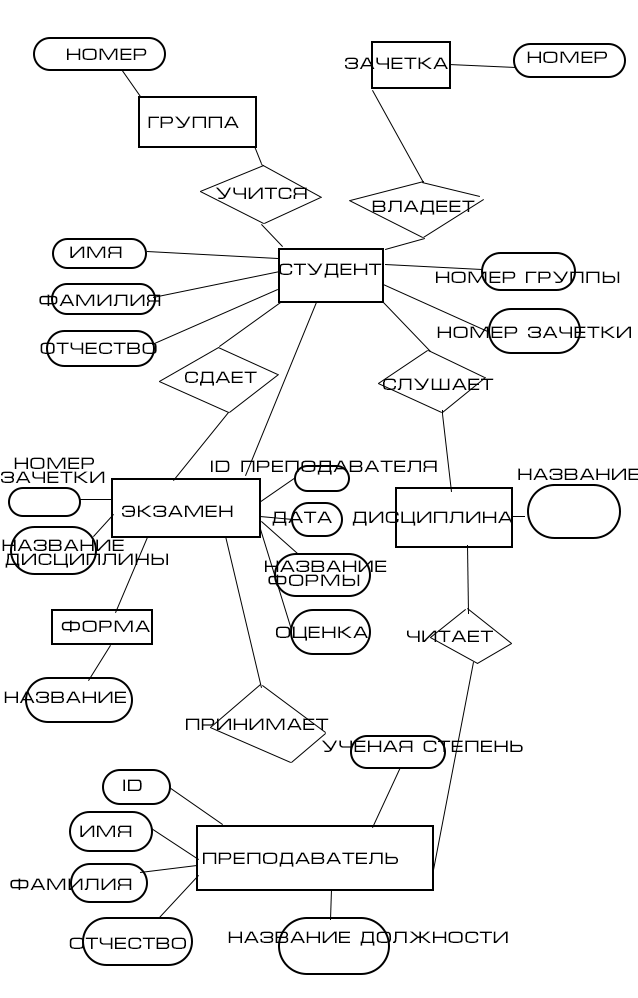 НОМЕР
ЗАЧЕТКА
НОМЕР
ГРУППА
УЧИТСЯ
ВЛАДЕЕТ
ИМЯ
СТУДЕНТ
НОМЕР ГРУППЫ
ФАМИЛИЯ
ОТЧЕСТВО
НОМЕР ЗАЧЕТКИ
СДАЕТ
СЛУШАЕТ
НОМЕР
ЗАЧЕТКИ
ID ПРЕПОДАВАТЕЛЯ
НАЗВАНИЕ
ЭКЗАМЕН
ДАТА
ДИСЦИПЛИНА
НАЗВАНИЕ
ДИСЦИПЛИНЫ
НАЗВАНИЕ
ФОРМЫ
ФОРМА
ОЦЕНКА
ЧИТАЕТ
НАЗВАНИЕ
ПРИНИМАЕТ
УЧЕНАЯ СТЕПЕНЬ
ID
ИМЯ
ПРЕПОДАВАТЕЛЬ
ФАМИЛИЯ
ОТЧЕСТВО
НАЗВАНИЕ ДОЛЖНОСТИ